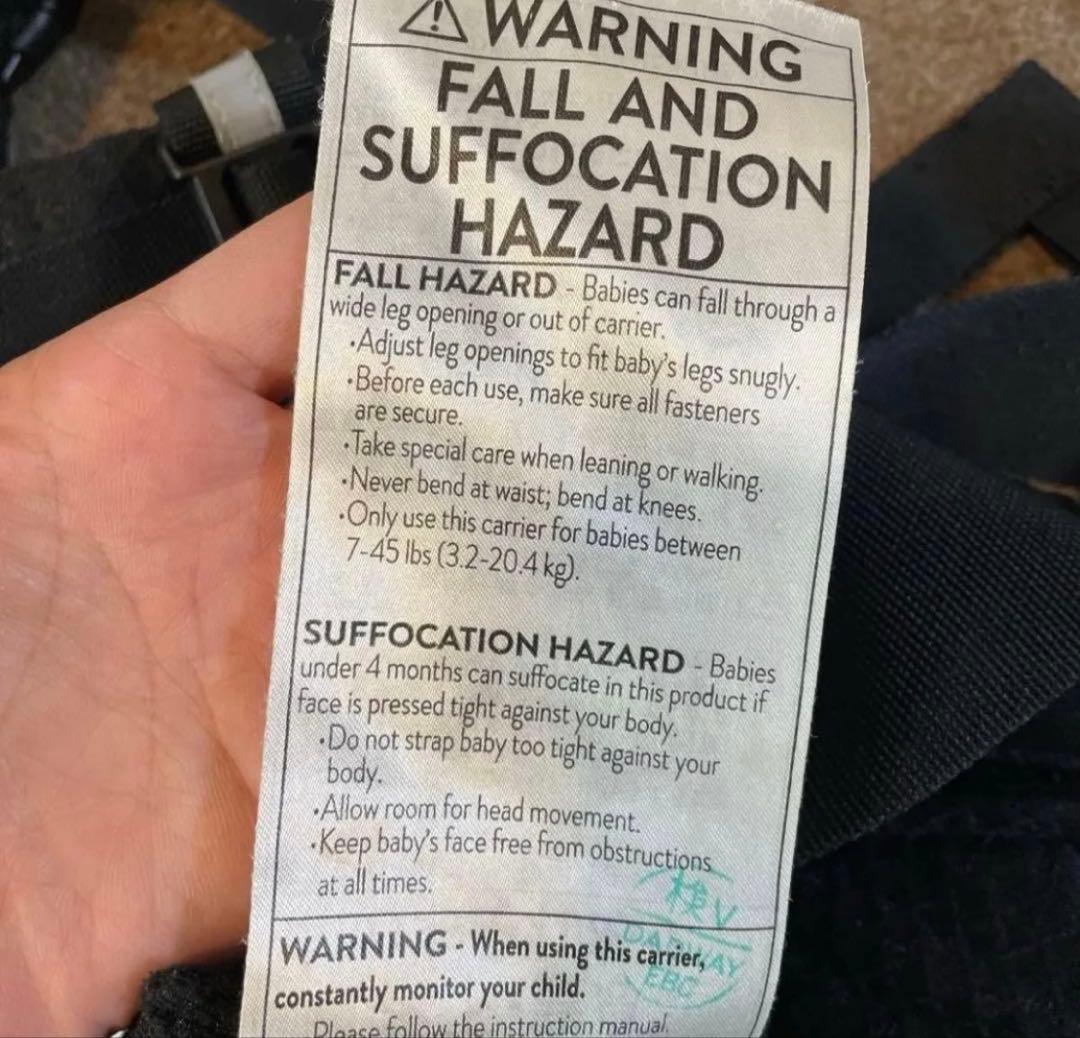 ⚠ WARNING
FALL AND
SUFFOCATION
HAZARD
FALL HAZARD - Babies can fall through a
wide leg opening or out of carrier.
•Adjust leg openings to fit baby's legs snugly.
•Before each use, make sure all fasteners
are secure.
•Take special care when leaning or walking.
•Never bend at waist; bend at knees.
•Only use this carrier for babies between
7-45 lbs (3.2-20.4 kg).
SUFFOCATION HAZARD - Babies
under 4 months can suffocate in this product if
face is pressed tight against your body.
•Do not strap baby too tight against your
body.
•Allow room for head movement.
•Keep baby's face free from obstructions
at all times.
検 V
WARNING - When using this carrier,
constantly monitor your child.
EBC
Please follow the instruction manual.